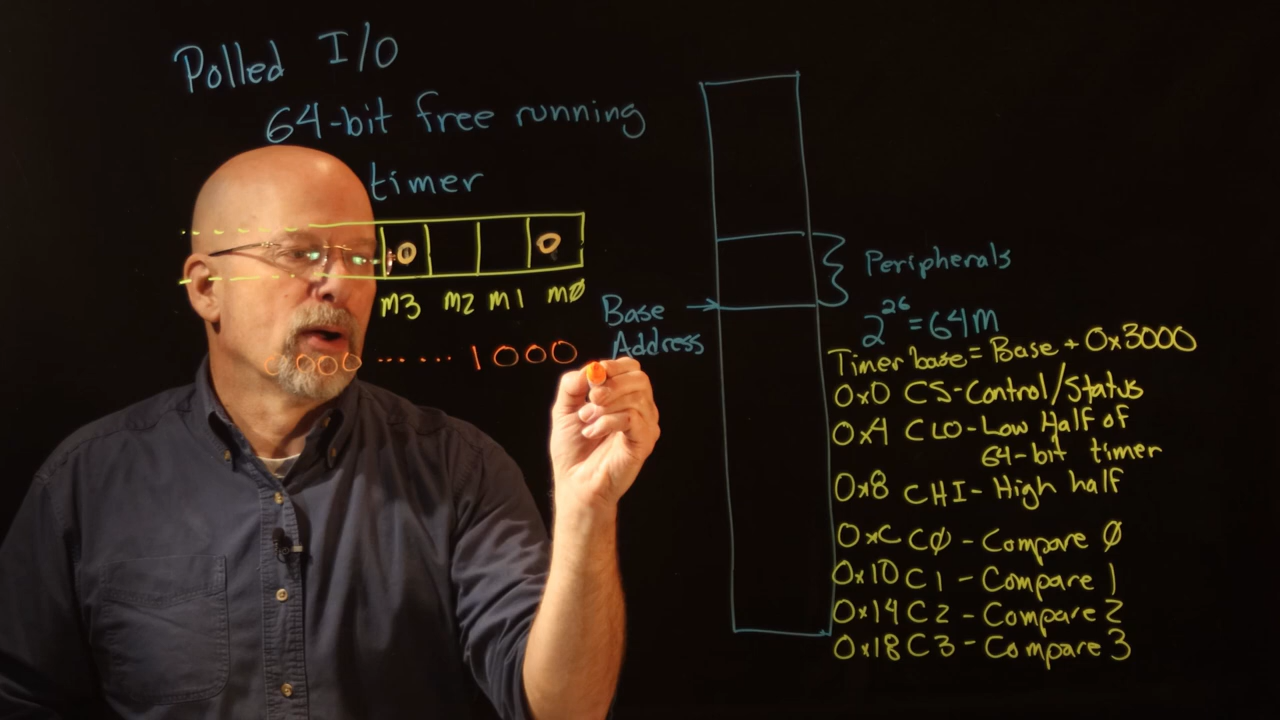 Polled I/O
64-bit free running
timer
0 0
M3 M2 M1 M0
0000 ... ... 1000
Base
Address
Peripherals
2^26 = 64M
Timer base = Base + 0x3000
0x0 CS-Control/Status
0x4 CLO-Low Half of
64-bit timer
0x8 CHI-High half
0xC C0 - Compare 0
0x10 C1 - Compare 1
0x14 C2 - Compare 2
0x18 C3 - Compare 3